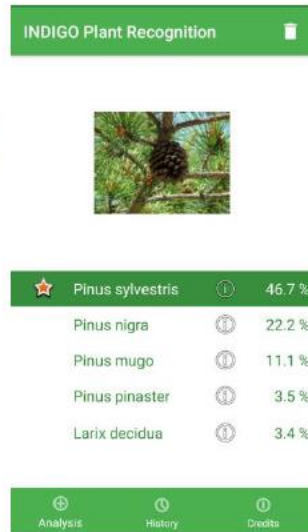 INDIGO Plant Recognition
Pinus sylvestris 46.7 %
Pinus nigra 22.2 %
Pinus mugo 11.1 %
Pinus pinaster 3.5 %
Larix decidua 3.4 %
Analysis History Credits